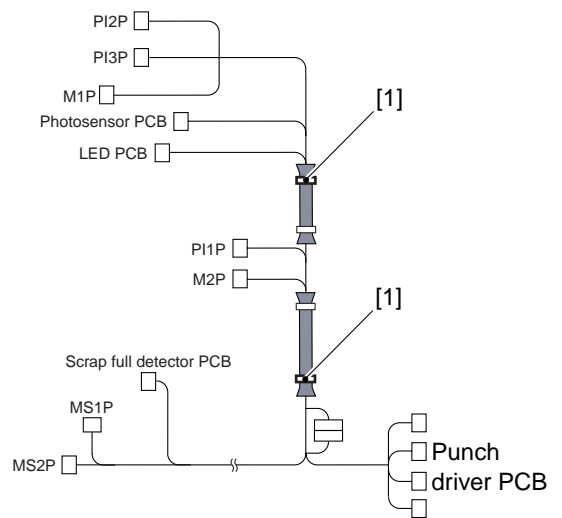 PI2P
PI3P
M1P
[1]
Photosensor PCB
LED PCB
PI1P
M2P
[1]
Scrap full detector PCB
MS1P
MS2P
Punch
driver PCB